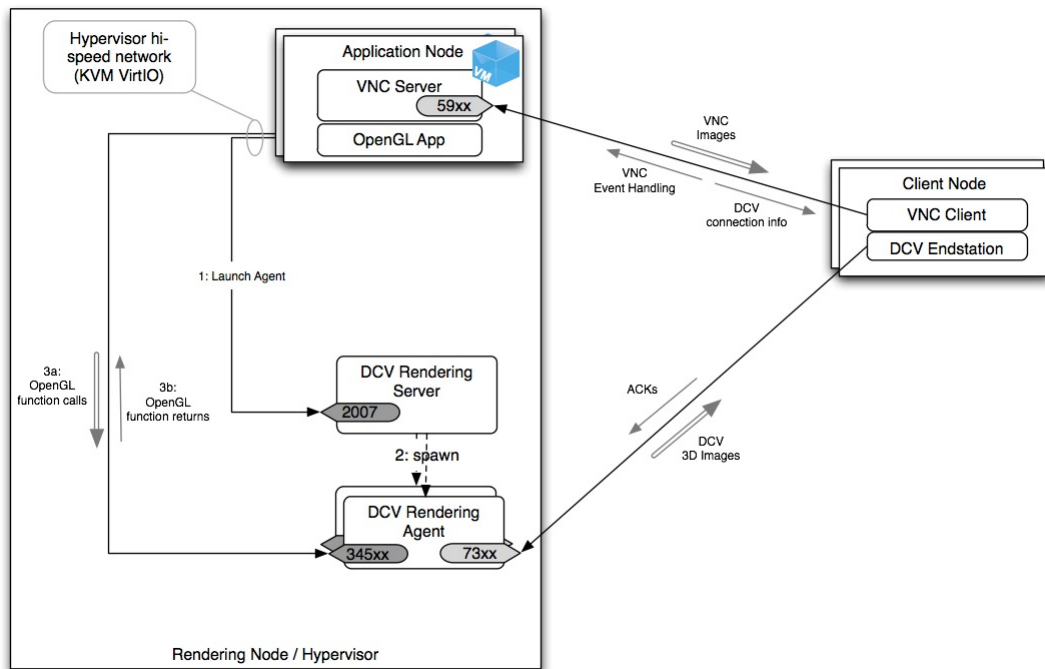 Hypervisor hi-
speed network
(KVM VirtIO)
Application Node
VM
VNC Server
59xx
OpenGL App
VNC
Images
VNC
Event Handling
DCV
connection info
Client Node
VNC Client
DCV Endstation
1: Launch Agent
3a:
OpenGL
function calls
3b:
OpenGL
function returns
DCV Rendering
Server
2007
2: spawn
DCV Rendering
Agent
345xx
73xx
ACKs
DCV
3D Images
Rendering Node / Hypervisor